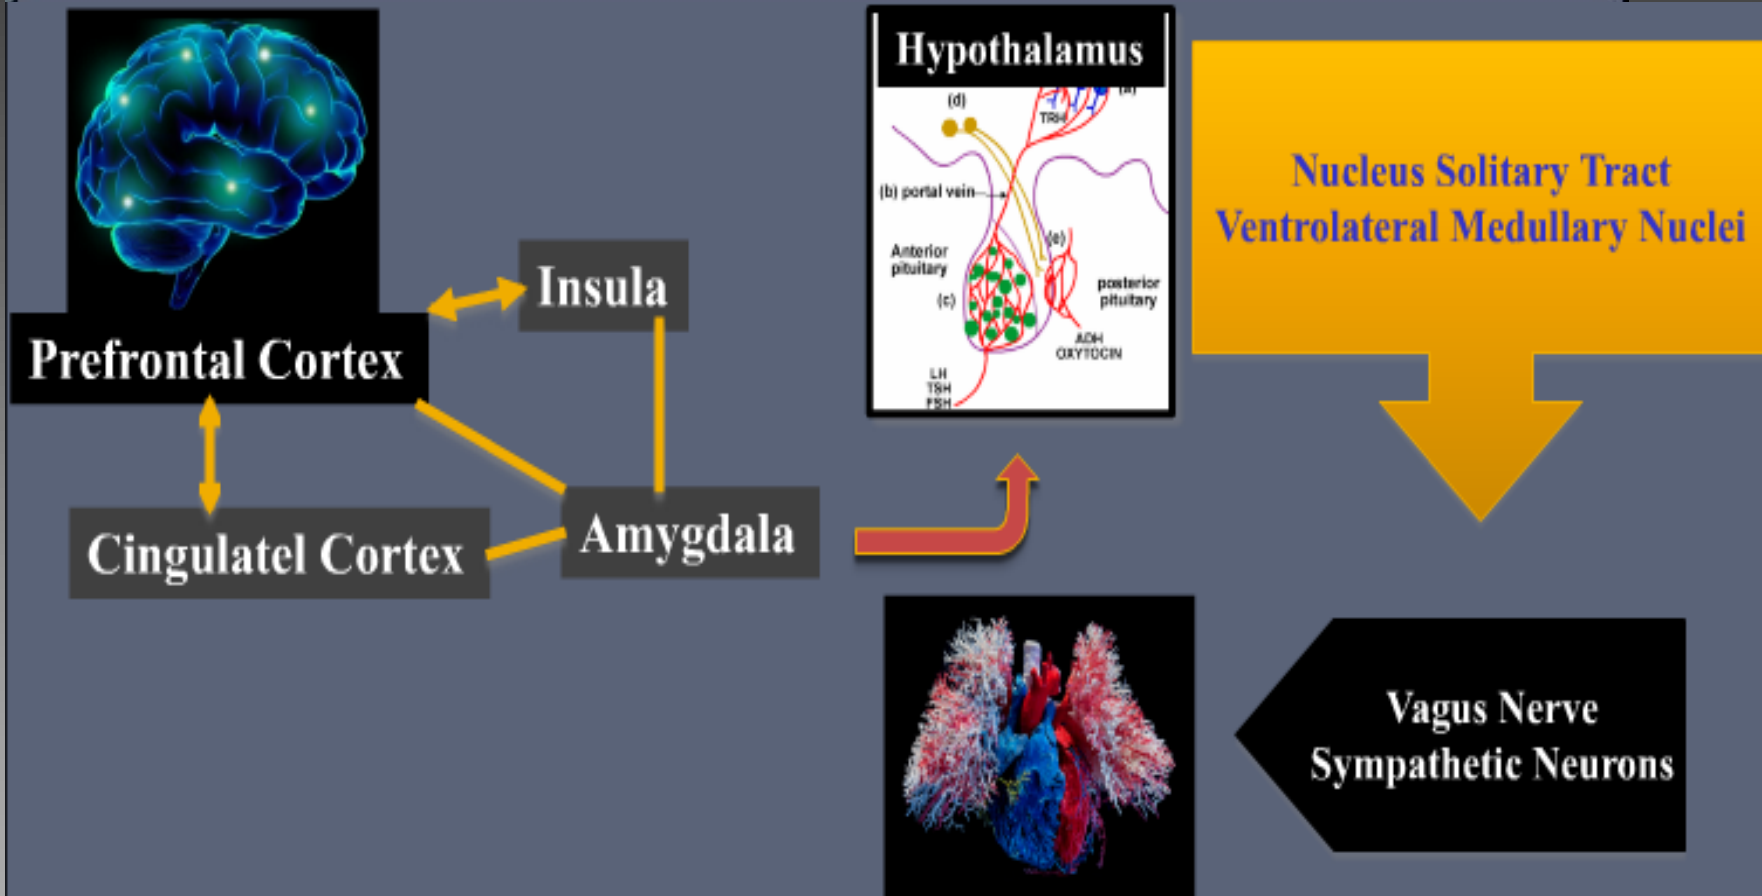 Hypothalamus
(d)
(a)
TRH
(b) portal vein
Anterior
pituitary
(e)
(c)
posterior
pituitary
ADH
OXYTOCIN
LH
TSH
FSH
Nucleus Solitary Tract
Ventrolateral Medullary Nuclei
Insula
Prefrontal Cortex
Cingulatel Cortex
Amygdala
Vagus Nerve
Sympathetic Neurons